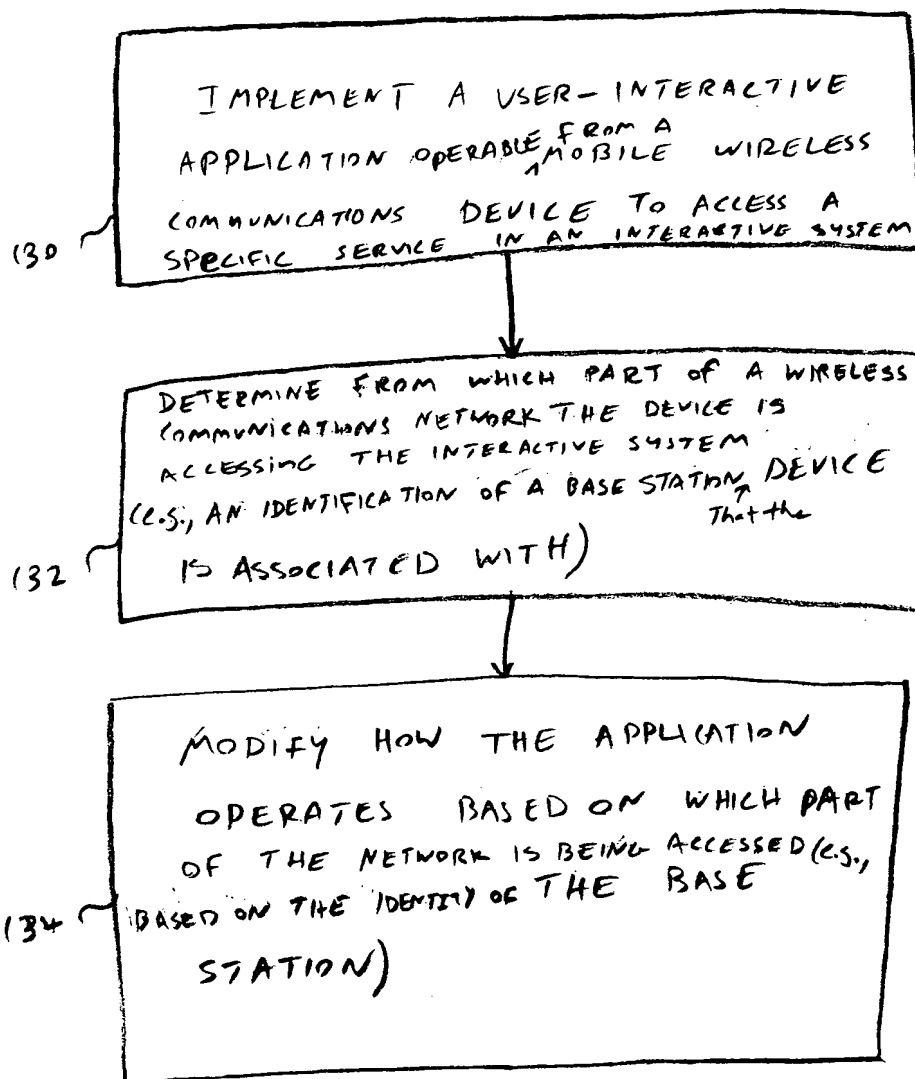 IMPLEMENT A USER-INTERACTIVE
APPLICATION OPERABLE FROM A MOBILE WIRELESS
COMMUNICATIONS DEVICE TO ACCESS A
130
SPECIFIC SERVICE IN AN INTERACTIVE SYSTEM
DETERMINE FROM WHICH PART OF A WIRELESS
COMMUNICATIONS NETWORK THE DEVICE IS
ACCESSING THE INTERACTIVE SYSTEM
(e.g., AN IDENTIFICATION OF A BASE STATION That the DEVICE
132
IS ASSOCIATED WITH)
MODIFY HOW THE APPLICATION
OPERATES BASED ON WHICH PART
OF THE NETWORK IS BEING ACCESSED (e.g.,
134
BASED ON THE IDENTITY OF THE BASE
STATION)